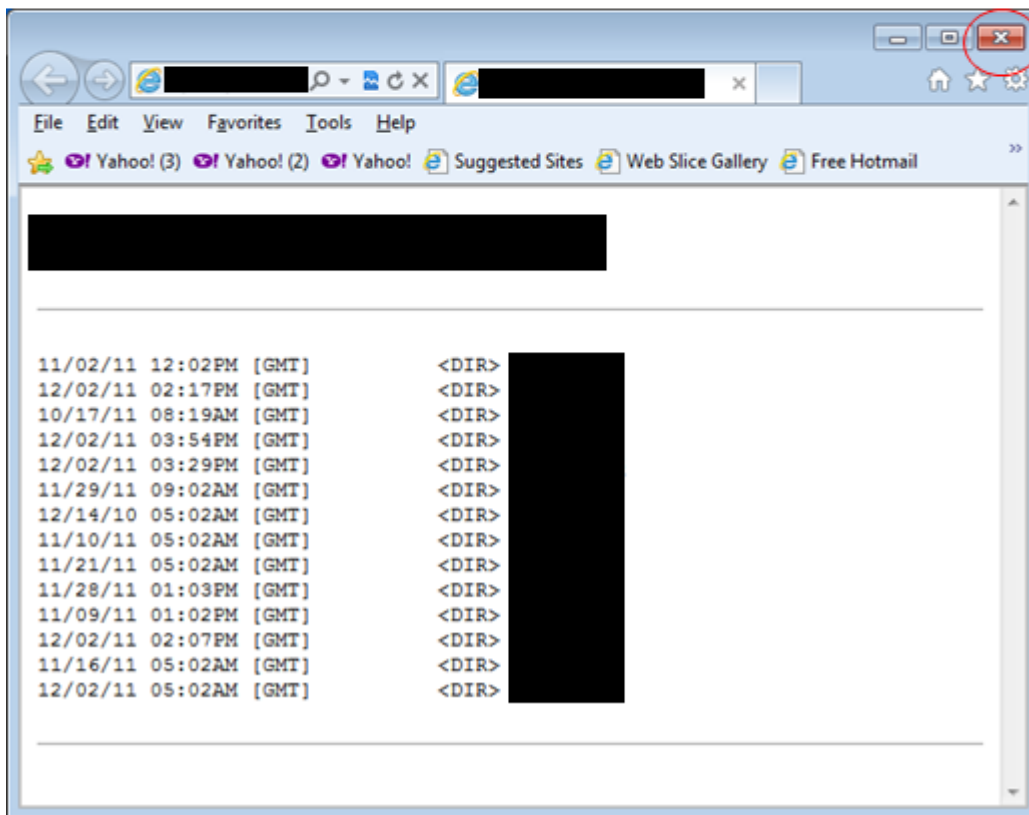 File Edit View Favorites Tools Help
Yahoo! (3) Yahoo! (2) Yahoo! Suggested Sites Web Slice Gallery Free Hotmail
11/02/11 12:02PM [GMT] <DIR>
12/02/11 02:17PM [GMT] <DIR>
10/17/11 08:19AM [GMT] <DIR>
12/02/11 03:54PM [GMT] <DIR>
12/02/11 03:29PM [GMT] <DIR>
11/29/11 09:02AM [GMT] <DIR>
12/14/10 05:02AM [GMT] <DIR>
11/10/11 05:02AM [GMT] <DIR>
11/21/11 05:02AM [GMT] <DIR>
11/28/11 01:03PM [GMT] <DIR>
11/09/11 01:02PM [GMT] <DIR>
12/02/11 02:07PM [GMT] <DIR>
11/16/11 05:02AM [GMT] <DIR>
12/02/11 05:02AM [GMT] <DIR>